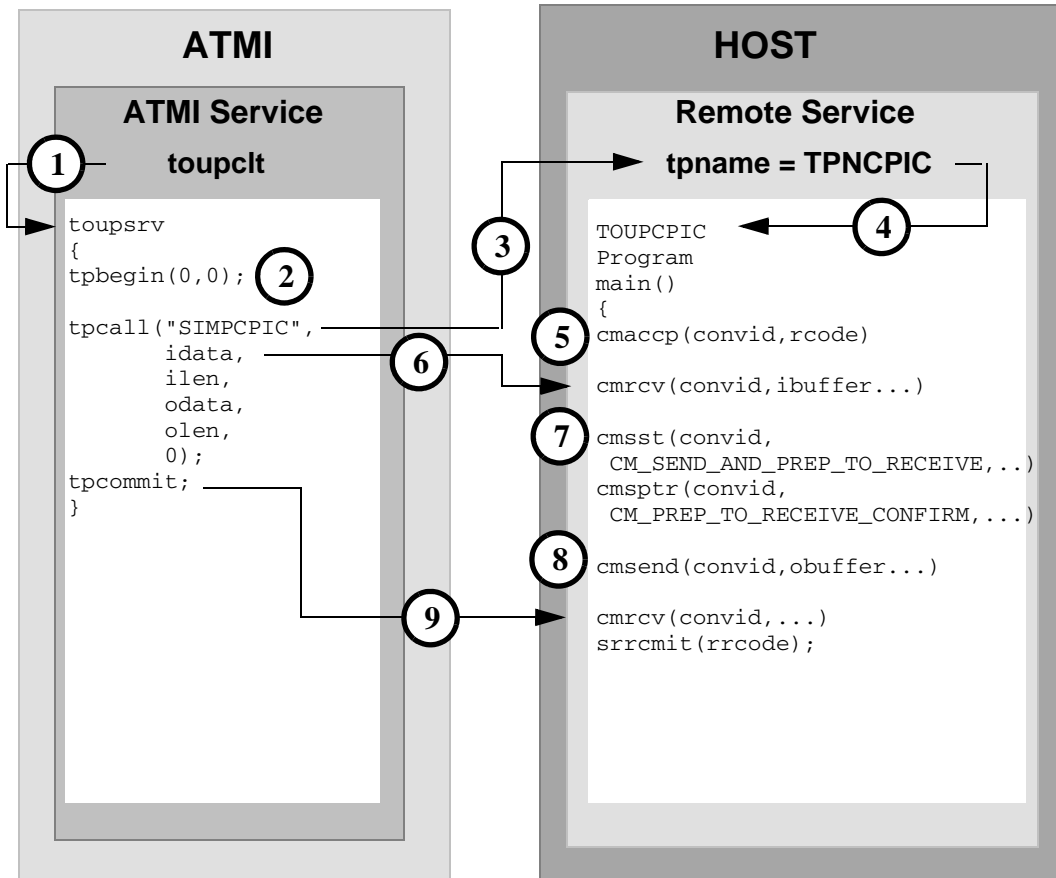 ATMI
ATMI Service
1
toupclt
toupsrv
{
tpbegin(0,0);
2
tpcall("SIMPCPIC",
idata,
ilen,
odata,
olen,
0);
tpcommit;
}
3
6
9
HOST
Remote Service
tpname = TPNCPIC
4
TOUPCPIC
Program
main()
{
5
cmaccp(convid,rcode)
cmrcv(convid,ibuffer...)
7
cmsst(convid,
CM_SEND_AND_PREP_TO_RECEIVE,..)
cmsptr(convid,
CM_PREP_TO_RECEIVE_CONFIRM,...)
8
cmsend(convid,obuffer...)
cmrcv(convid,...)
srrcmit(rrcode);